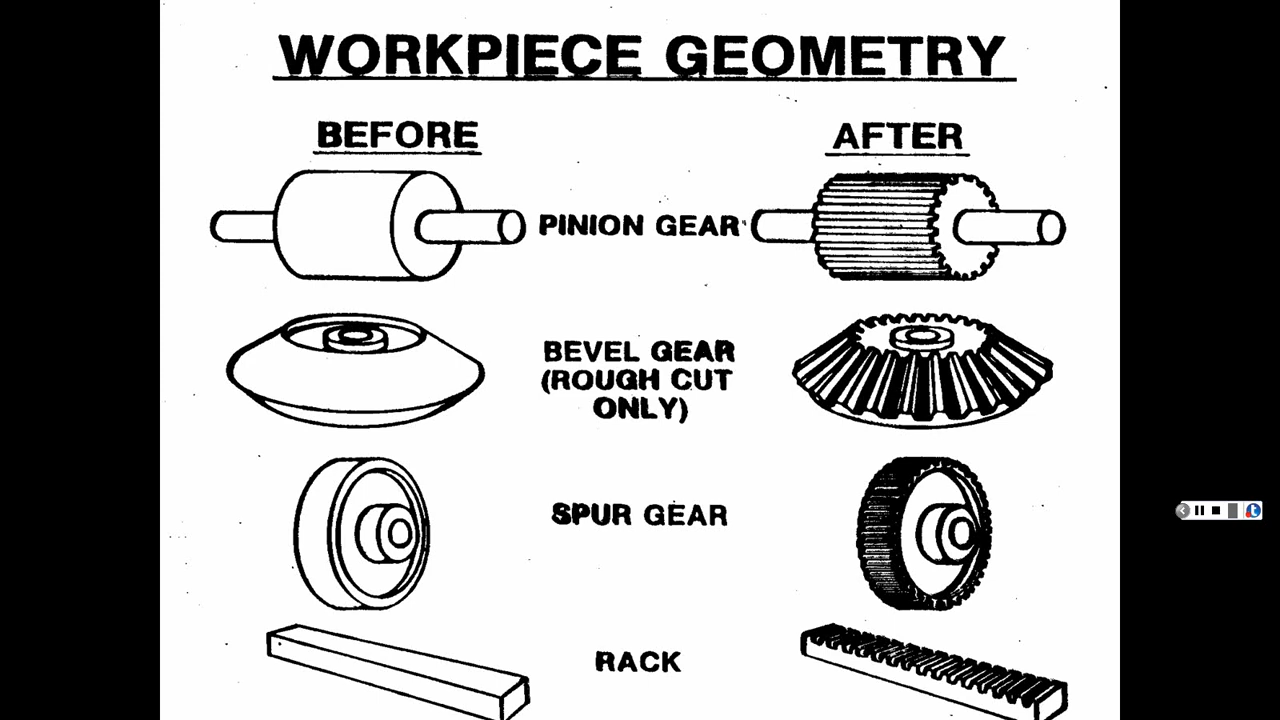 WORKPIECE GEOMETRY
BEFORE
AFTER
PINION GEAR
BEVEL GEAR
(ROUGH CUT
ONLY)
SPUR GEAR
RACK